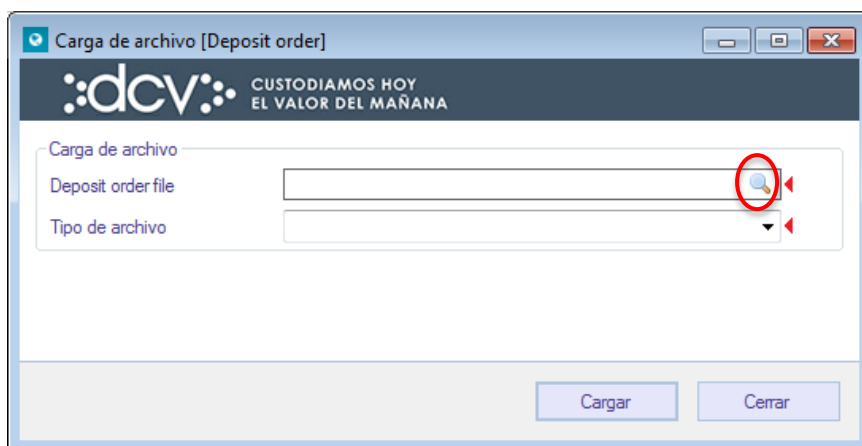 Carga de archivo [Deposit order]
dcv CUSTODIAMOS HOY
EL VALOR DEL MAÑANA
Carga de archivo
Deposit order file
Tipo de archivo
Cargar Cerrar